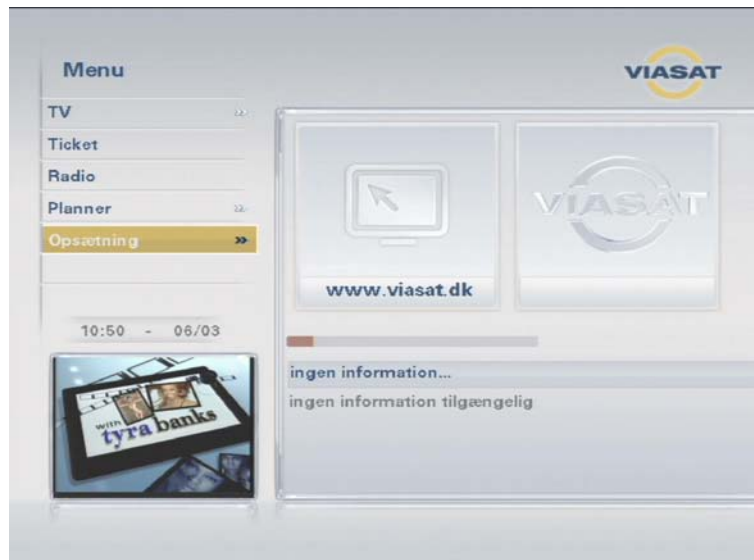 Menu
VIASAT
TV
Ticket
Radio
Planner
Opsætning
VIASAT
www.viasat.dk
10:50 - 06/03
ingen information...
ingen information tilgængelig
with
tyra banks